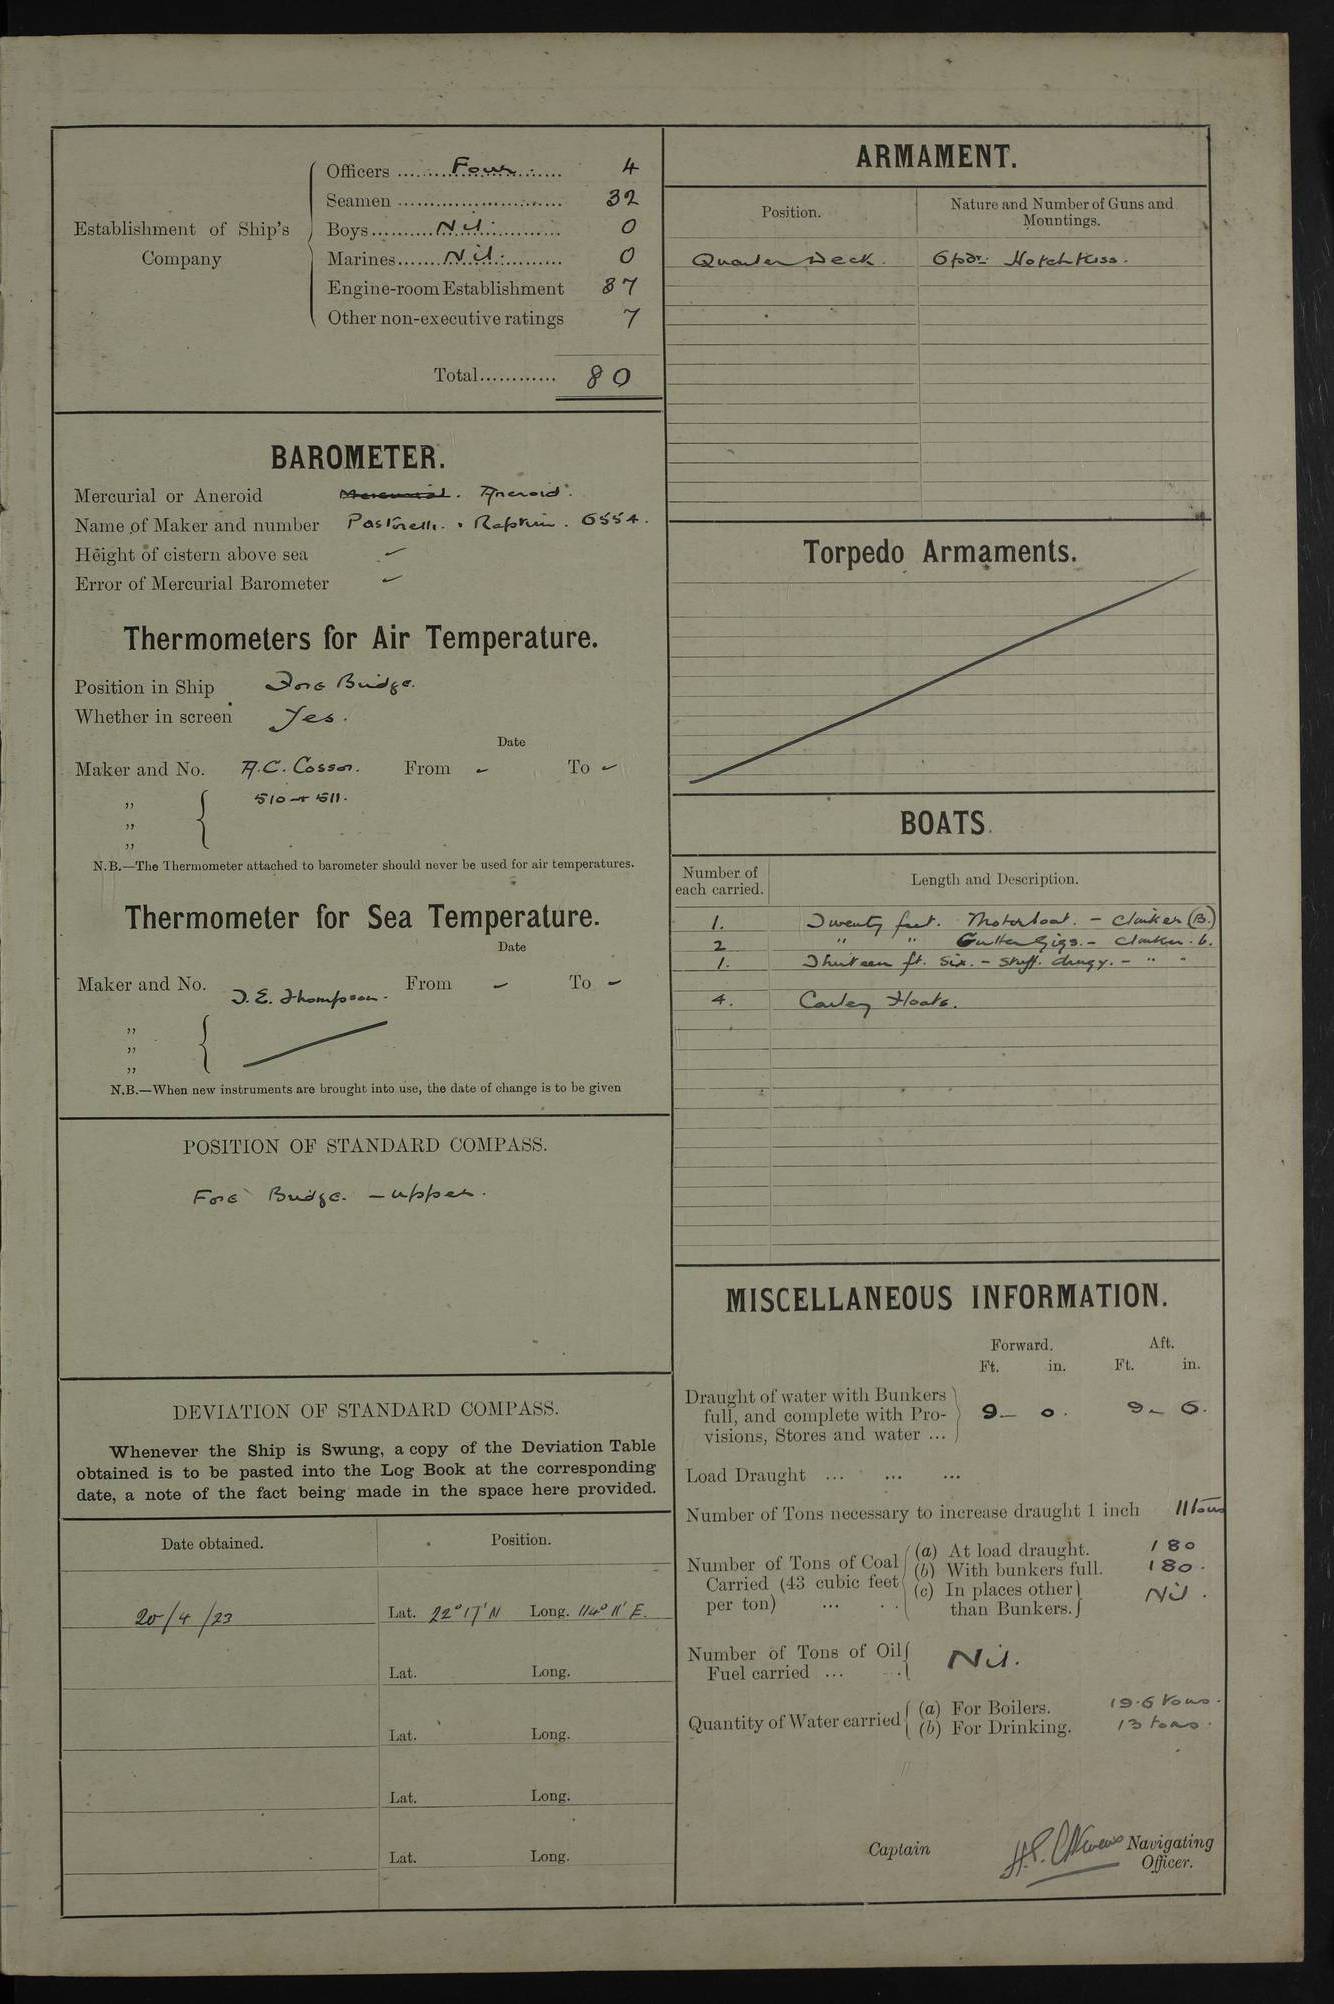 Officers ............ Four ...... 4
Seamen .......................... 32
Establishment of Ship's
Boys .......... Nil ............ 0
Company
Marines ....... Nil ............ 0
Engine-room Establishment 37
Other non-executive ratings 7
Total............ 80
BAROMETER.
Mercurial or Aneroid Mercurial. Aneroid.
Name of Maker and number Pastorelli & Rapkin. 6554.
Height of cistern above sea ✓
Error of Mercurial Barometer ✓
Thermometers for Air Temperature.
Position in Ship Fore Bridge.
Whether in screen Yes.
Date
Maker and No. A.C. Cossor. From To
„ 510 + 511.
„
„
N.B.—The Thermometer attached to barometer should never be used for air temperatures.
Thermometer for Sea Temperature.
Date
Maker and No. J. E. Thompson. From To
„
„
„
N.B.—When new instruments are brought into use, the date of change is to be given
POSITION OF STANDARD COMPASS.
Fore Bridge. - upper.
DEVIATION OF STANDARD COMPASS.
Whenever the Ship is Swung, a copy of the Deviation Table
obtained is to be pasted into the Log Book at the corresponding
date, a note of the fact being made in the space here provided.
Date obtained. Position.
20/4/23 Lat. 22° 17' N Long. 114° 11' E.
Lat. Long.
Lat. Long.
Lat. Long.
Lat. Long.
ARMAMENT.
Position. Nature and Number of Guns and
Mountings.
Quarter Deck. 6 pdr. Hotchkiss.
Torpedo Armaments.
BOATS.
Number of
each carried. Length and Description.
1. Twenty feet. Motorboat. - Clinker (B.)
2 " " Gigs. - Clinker. b.
1. Thirteen ft. Six. - Skiff. dingy. - " "
4. Carley Floats.
MISCELLANEOUS INFORMATION.
Forward. Aft.
Ft. in. Ft. in.
Draught of water with Bunkers
full, and complete with Pro- 9 - 0. 9 - 6.
visions, Stores and water ...
Load Draught ... ... ...
Number of Tons necessary to increase draught 1 inch 11 tons
Number of Tons of Coal (a) At load draught. 180
Carried (43 cubic feet (b) With bunkers full. 180.
per ton) ... (c) In places other
than Bunkers. Nil.
Number of Tons of Oil
Fuel carried ... Nil.
Quantity of Water carried (a) For Boilers. 19.6 tons.
(b) For Drinking. 13 tons.
Captain Navigating
Officer.